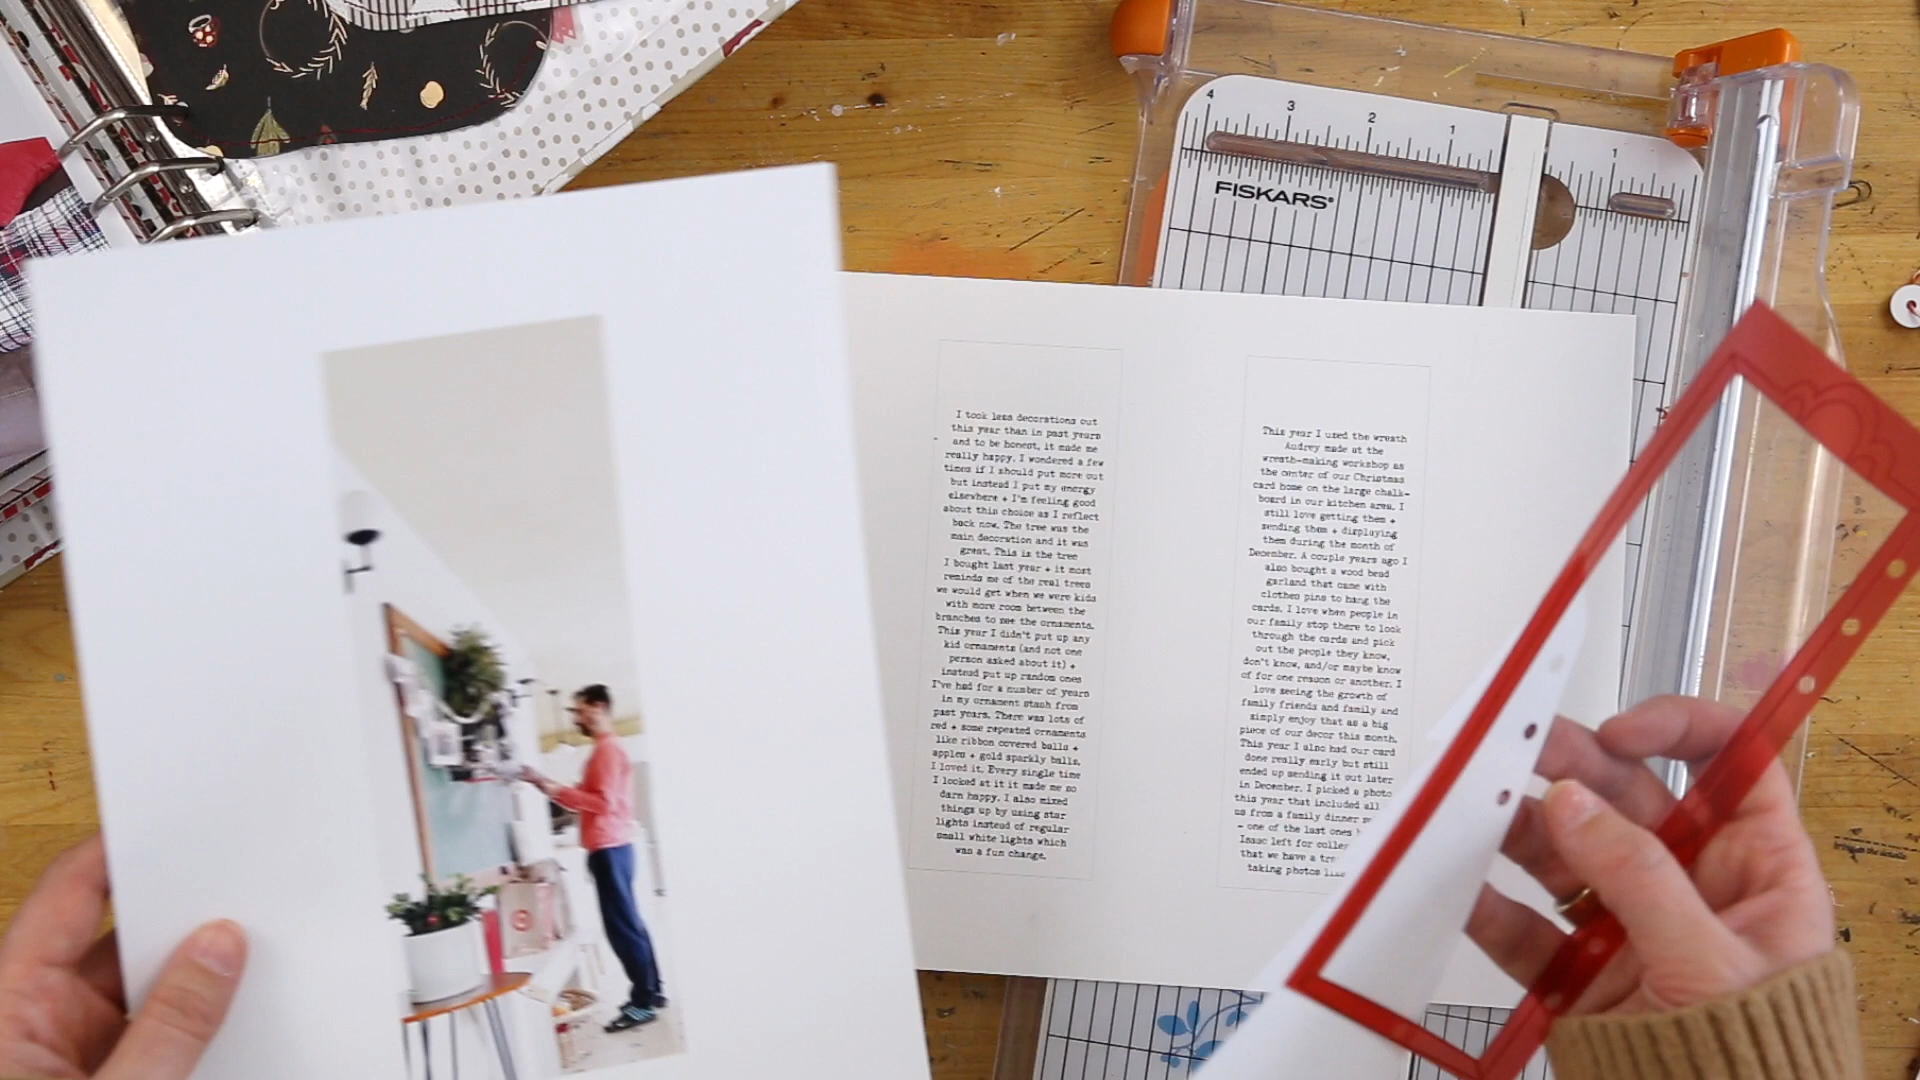 4 3 2 1 1
FISKARS®
I took less decorations out
this year than in past years
and to be honest, it made me
really happy. I wondered a few
times if I should put more out
but instead I put my energy
elsewhere + I'm feeling good
about this choice as I reflect
back now. The tree was the
main decoration and it was
great. This is the tree
I bought last year + it most
reminds me of the real trees
we would get when we were kids
with more room between the
branches to see the ornaments.
This year I didn't put up any
kid ornaments (and not one
person asked about it) +
instead put up random ones
I've had for a number of years
in my ornament stash from
past years. There was lots of
red + some repeated ornaments
like ribbon covered balls +
apples + gold sparkly balls.
I loved it. Every single time
I looked at it it made me so
darn happy. I also mixed
things up by using star
lights instead of regular
small white lights which
was a fun change.
This year I used the wreath
Audrey made at the
wreath-making workshop as
the center of our Christmas
card home on the large chalk-
board in our kitchen area. I
still love getting them +
sending them + displaying
them during the month of
December. A couple years ago I
also bought a wood bead
garland that came with
clothes pins to hang the
cards. I love when people in
our family stop there to look
through the cards and pick
out the people they know,
don't know, and/or maybe know
of for one reason or another. I
love seeing the growth of
family friends and family and
simply enjoy that as a big
piece of our decor this month.
This year I also had our card
done really early but still
ended up sending it out later
in December. I picked a photo
this year that included all
us from a family dinner
- one of the last ones
Isaac left for
that we have a
taking photos